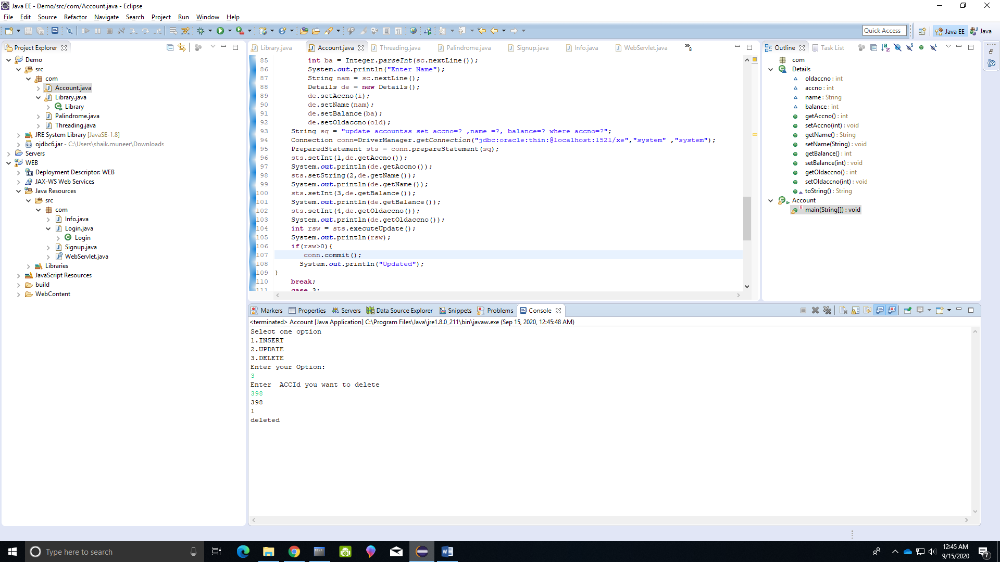 Java EE - Demo/src/com/Account.java - Eclipse
File Edit Source Refactor Navigate Search Project Run Window Help
Quick Access
Java EE
Java
Project Explorer
Demo
src
com
Account.java
Library.java
Library
Palindrome.java
Threading.java
JRE System Library [JavaSE-1.8]
ojdbc6.jar - C:\Users\shaik.muneer\Downloads
Servers
WEB
Deployment Descriptor: WEB
JAX-WS Web Services
Java Resources
src
com
Info.java
Login.java
Login
Signup.java
WebServlet.java
Libraries
JavaScript Resources
build
WebContent
Library.java Account.java Threading.java Palindrome.java Signup.java Info.java WebServlet.java »8
85 int ba = Integer.parseInt(sc.nextLine());
86 System.out.println("Enter Name");
87 String nam = sc.nextLine();
88 Details de = new Details();
89 de.setAccno(i);
90 de.setName(nam);
91 de.setBalance(ba);
92 de.setOldaccno(old);
93 String sq = "update accountss set accno=? ,name =?, balance=? where accno=?";
94 Connection conn=DriverManager.getConnection("jdbc:oracle:thin:@localhost:1521/xe","system" ,"system");
95 PreparedStatement sts = conn.prepareStatement(sq);
96 sts.setInt(1,de.getAccno());
97 System.out.println(de.getAccno());
98 sts.setString(2,de.getName());
99 System.out.println(de.getName());
100 sts.setInt(3,de.getBalance());
101 System.out.println(de.getBalance());
102 sts.setInt(4,de.getOldaccno());
103 System.out.println(de.getOldaccno());
104 int rsw = sts.executeUpdate();
105 System.out.println(rsw);
106 if(rsw>0){
107 conn.commit();
108 System.out.println("Updated");
109 }
110 break;
111 case 3:
Outline Task List
com
Details
oldaccno : int
accno : int
name : String
balance : int
getAccno() : int
setAccno(int) : void
getName() : String
setName(String) : void
getBalance() : int
setBalance(int) : void
getOldaccno() : int
setOldaccno(int) : void
toString() : String
Account
main(String[]) : void
Markers Properties Servers Data Source Explorer Snippets Problems Console
<terminated> Account [Java Application] C:\Program Files\Java\jre1.8.0_211\bin\javaw.exe (Sep 15, 2020, 12:45:48 AM)
Select one option
1.INSERT
2.UPDATE
3.DELETE
Enter your Option:
3
Enter  ACCId you want to delete
398
398
1
deleted
Type here to search
12:45 AM
9/15/2020
7